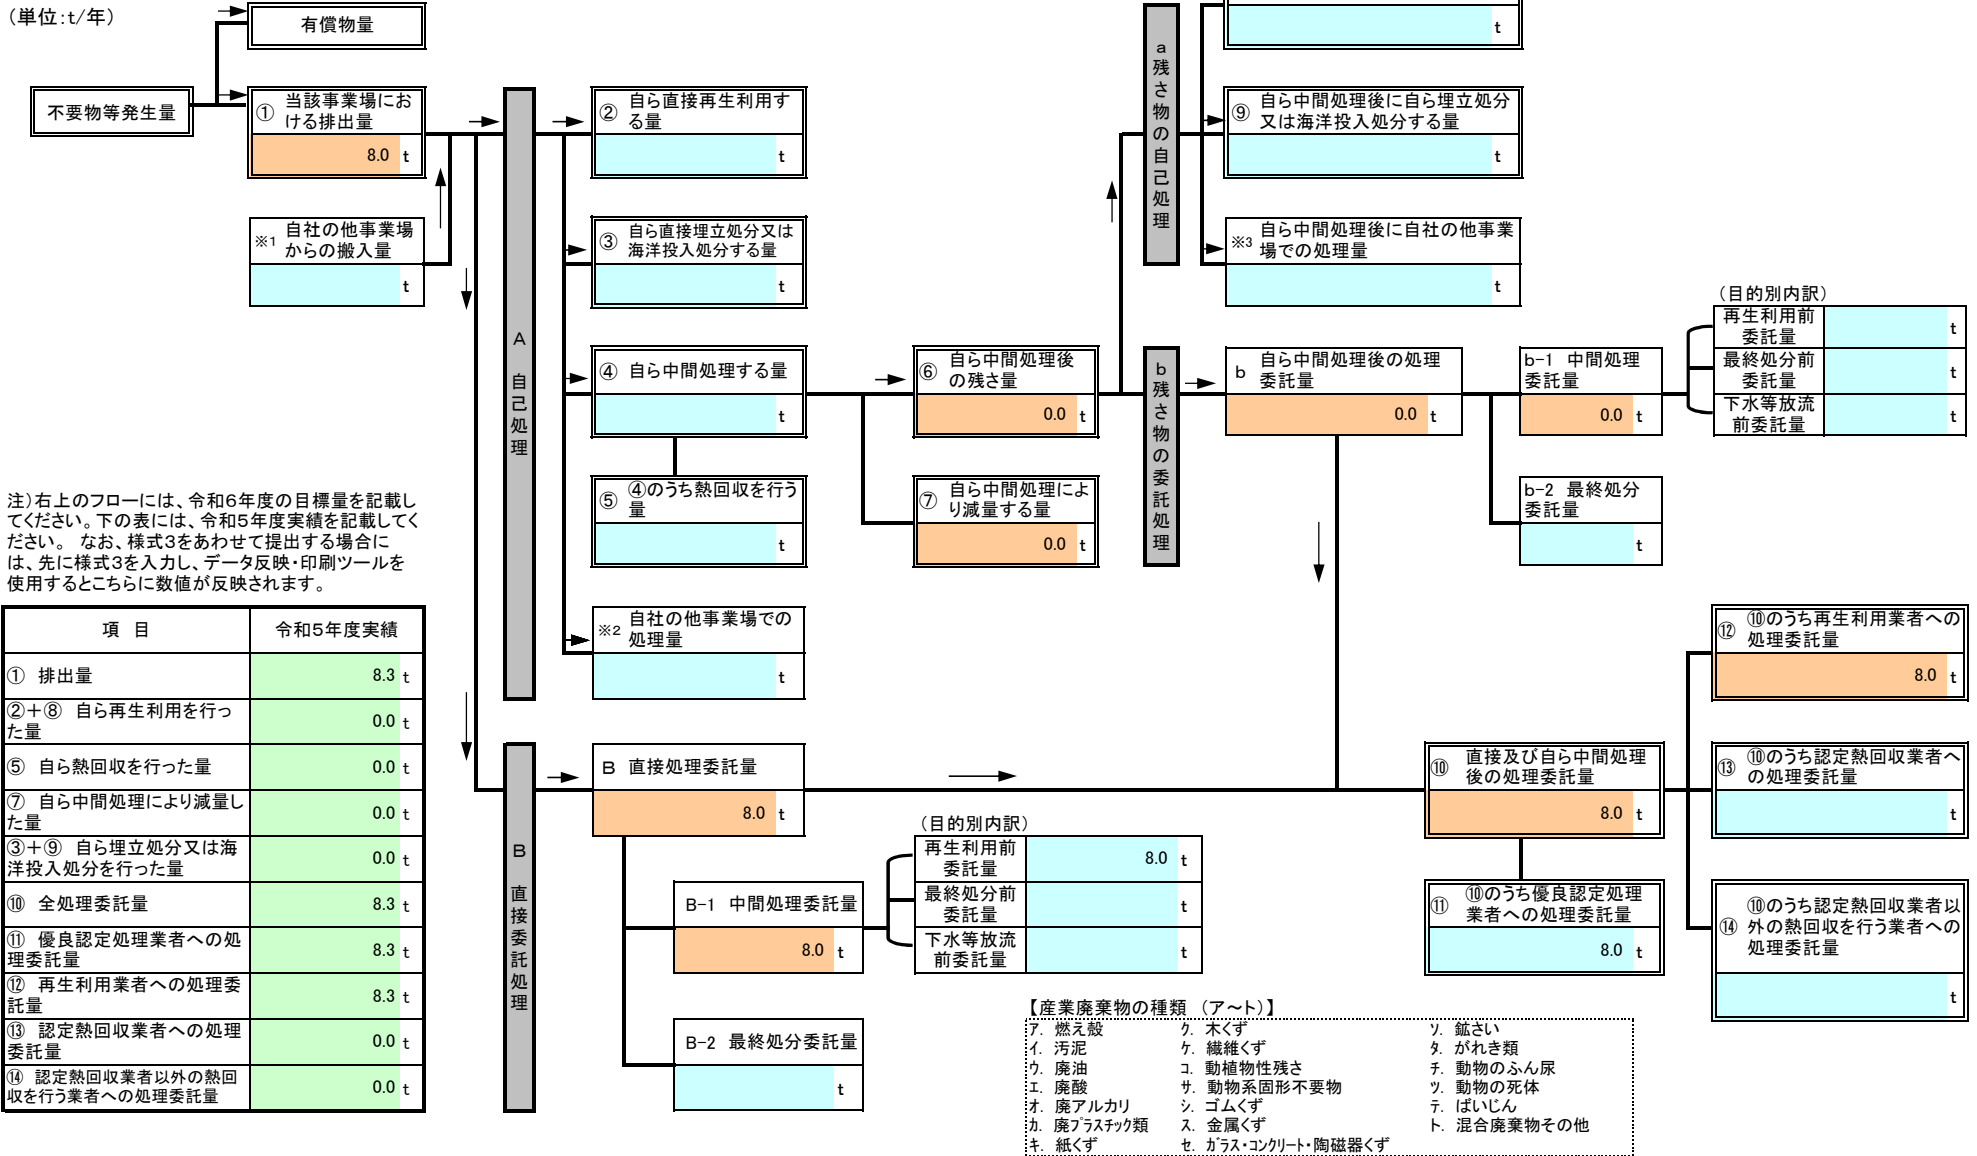 (単位:t/年)
有償物量
t
不要物等発生量
① 当該事業場にお
ける排出量
8.0 t
※1 自社の他事業場
からの搬入量
t
A 自己処理
② 自ら直接再生利用す
る量
t
③ 自ら直接埋立処分又は
海洋投入処分する量
t
④ 自ら中間処理する量
t
⑤ ④のうち熱回収を行う
量
t
※2 自社の他事業場での
処理量
t
⑥ 自ら中間処理後
の残さ量
0.0 t
⑦ 自ら中間処理によ
り減量する量
0.0 t
a 残さ物の自己処理
⑨ 自ら中間処理後に自ら埋立処分
又は海洋投入処分する量
t
※3 自ら中間処理後に自社の他事業
場での処理量
t
b 残さ物の委託処理
b 自ら中間処理後の処理
委託量
0.0 t
b-1 中間処理
委託量
0.0 t
(目的別内訳)
再生利用前
委託量
t
最終処分前
委託量
t
下水等放流
前委託量
t
b-2 最終処分
委託量
t
注)右上のフローには、令和6年度の目標量を記載し
てください。下の表には、令和5年度実績を記載してく
ださい。 なお、様式3をあわせて提出する場合に
は、先に様式3を入力し、データ反映・印刷ツールを
使用するとこちらに数値が反映されます。
項 目 令和5年度実績
① 排出量 8.3 t
②+⑧ 自ら再生利用を行っ
た量 0.0 t
⑤ 自ら熱回収を行った量 0.0 t
⑦ 自ら中間処理により減量し
た量 0.0 t
③+⑨ 自ら埋立処分又は海
洋投入処分を行った量 0.0 t
⑩ 全処理委託量 8.3 t
⑪ 優良認定処理業者への処
理委託量 8.3 t
⑫ 再生利用業者への処理委
託量 8.3 t
⑬ 認定熱回収業者への処理
委託量 0.0 t
⑭ 認定熱回収業者以外の熱回
収を行う業者への処理委託量 0.0 t
B 直接委託処理
B 直接処理委託量
8.0 t
B-1 中間処理委託量
8.0 t
B-2 最終処分委託量
t
(目的別内訳)
再生利用前
委託量
8.0 t
最終処分前
委託量
t
下水等放流
前委託量
t
⑩ 直接及び自ら中間処理
後の処理委託量
8.0 t
⑪ ⑩のうち優良認定処理
業者への処理委託量
8.0 t
⑫ ⑩のうち再生利用業者への
処理委託量
8.0 t
⑬ ⑩のうち認定熱回収業者へ
の処理委託量
t
⑭ ⑩のうち認定熱回収業者以
外の熱回収を行う業者への
処理委託量
t
【産業廃棄物の種類 (ア~ト)】
ア. 燃え殻 ク. 木くず ソ. 鉱さい
イ. 汚泥 ケ. 繊維くず タ. がれき類
ウ. 廃油 コ. 動植物性残さ チ. 動物のふん尿
エ. 廃酸 サ. 動物系固形不要物 ツ. 動物の死体
オ. 廃アルカリ シ. ゴムくず テ. ばいじん
カ. 廃プラスチック類 ス. 金属くず ト. 混合廃棄物その他
キ. 紙くず セ. ガラス・コンクリート・陶磁器くず